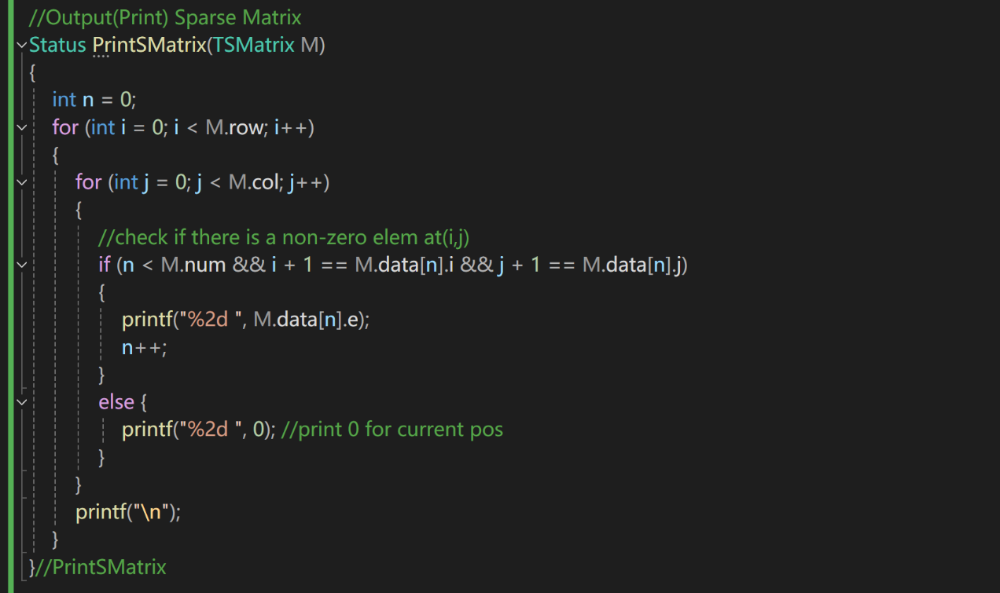 //Output(Print) Sparse Matrix
Status PrintSMatrix(TSMatrix M)
{
int n = 0;
for (int i = 0; i < M.row; i++)
{
for (int j = 0; j < M.col; j++)
{
//check if there is a non-zero elem at(i,j)
if (n < M.num && i + 1 == M.data[n].i && j + 1 == M.data[n].j)
{
printf("%2d ", M.data[n].e);
n++;
}
else {
printf("%2d ", 0); //print 0 for current pos
}
}
printf("\n");
}
}//PrintSMatrix